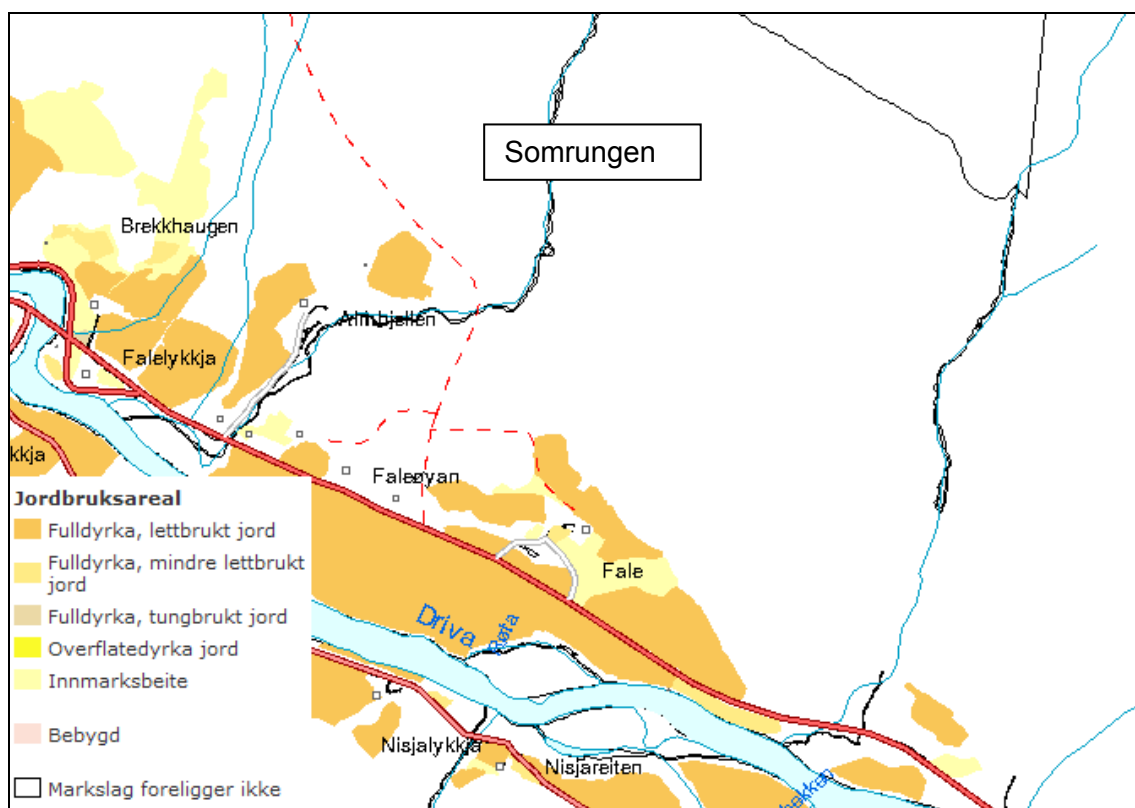 Somrungen
Brekkhaugen
Falelykkja
kkja
Faleøyan
Fale
Driva
Røta
Nisjalykkja
Nisjareiten
Jordbruksareal
Fulldyrka, lettbrukt jord
Fulldyrka, mindre lettbrukt
jord
Fulldyrka, tungbrukt jord
Overflatedyrka jord
Innmarksbeite
Bebygd
Markslag foreligger ikke